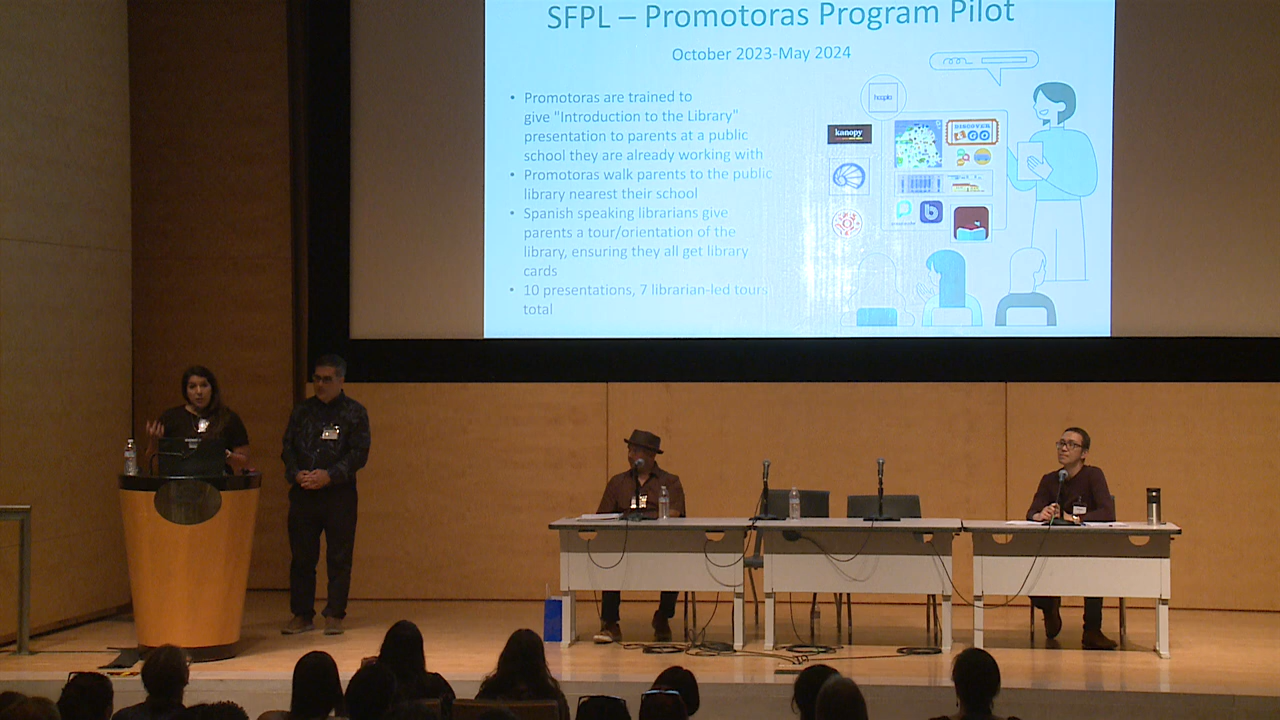 SFPL – Promotoras Program Pilot
October 2023-May 2024
• Promotoras are trained to
give "Introduction to the Library"
presentation to parents at a public
school they are already working with
• Promotoras walk parents to the public
library nearest their school
• Spanish speaking librarians give
parents a tour/orientation of the
library, ensuring they all get library
cards
• 10 presentations, 7 librarian-led tours
total
hoopla
kanopy
DISCOVER
& GO